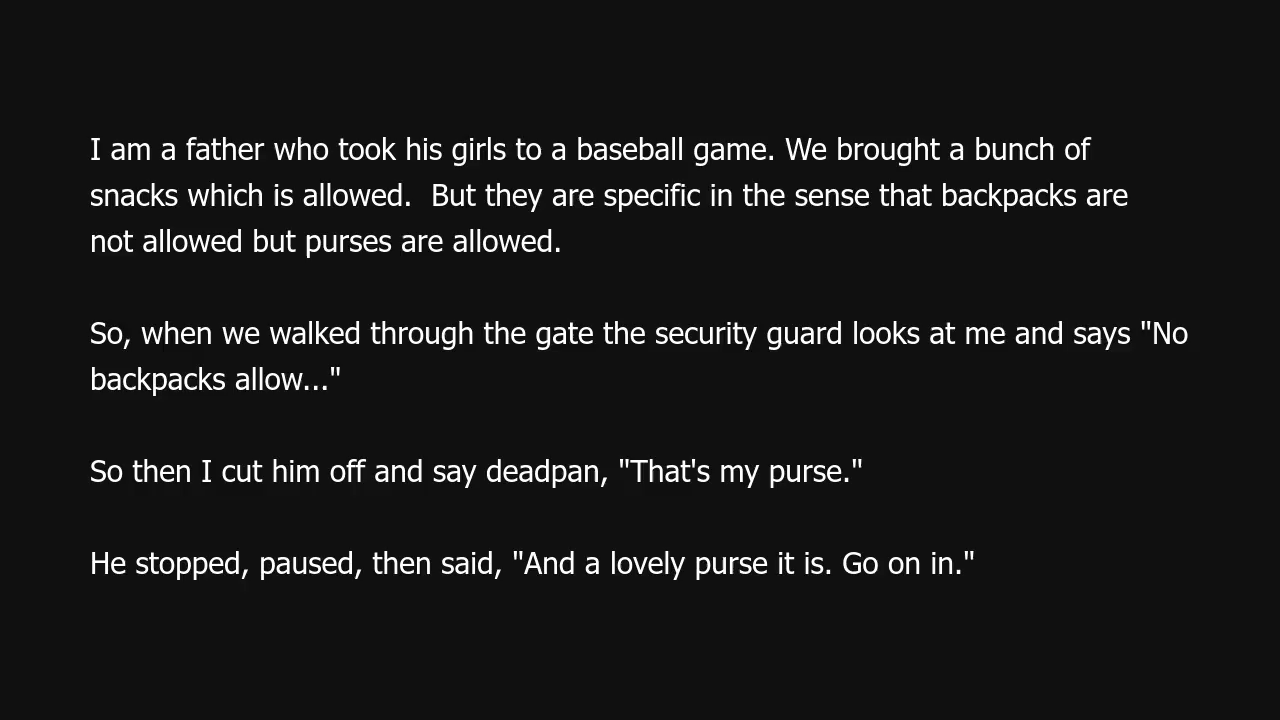 I am a father who took his girls to a baseball game. We brought a bunch of
snacks which is allowed.  But they are specific in the sense that backpacks are
not allowed but purses are allowed.
So, when we walked through the gate the security guard looks at me and says "No
backpacks allow..."
So then I cut him off and say deadpan, "That's my purse."
He stopped, paused, then said, "And a lovely purse it is. Go on in."